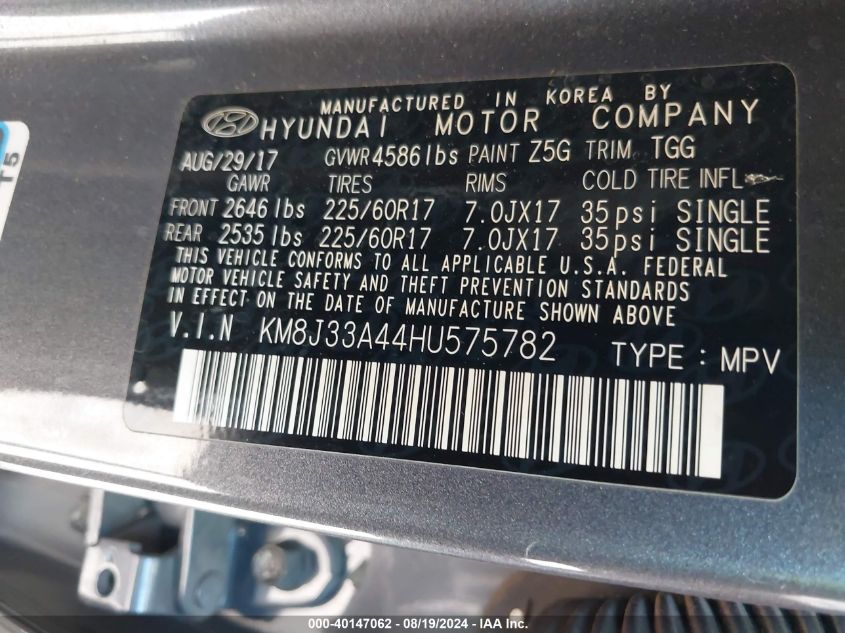 MANUFACTURED IN KOREA BY
HYUNDAI MOTOR COMPANY
AUG/29/17 GVWR 4586 lbs PAINT Z5G TRIM TGG
GAWR TIRES RIMS COLD TIRE INFL
FRONT 2646 lbs 225/60R17 7.0JX17 35psi SINGLE
REAR 2535 lbs 225/60R17 7.0JX17 35psi SINGLE
THIS VEHICLE CONFORMS TO ALL APPLICABLE U.S.A. FEDERAL
MOTOR VEHICLE SAFETY AND THEFT PREVENTION STANDARDS
IN EFFECT ON THE DATE OF MANUFACTURE SHOWN ABOVE
V.I.N KM8J33A44HU575782 TYPE : MPV
T5
000-40147062 - 08/19/2024 - IAA Inc.